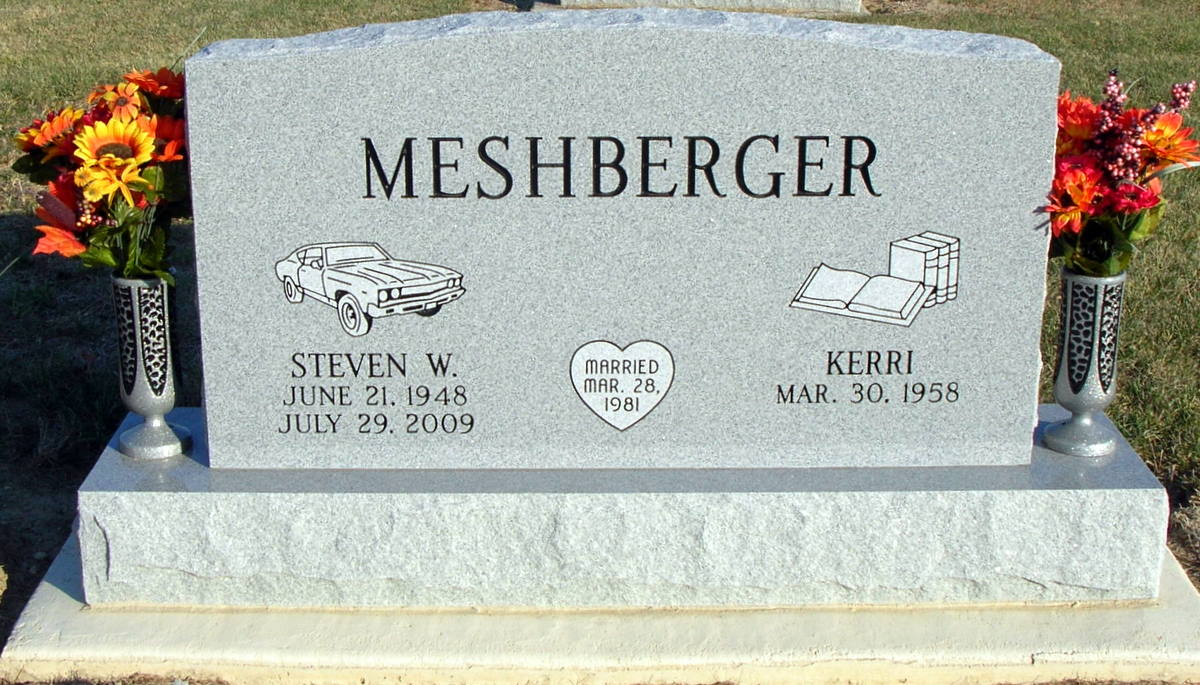 MESHBERGER
STEVEN W.
JUNE 21, 1948
JULY 29, 2009
MARRIED
MAR. 28,
1981
KERRI
MAR. 30, 1958